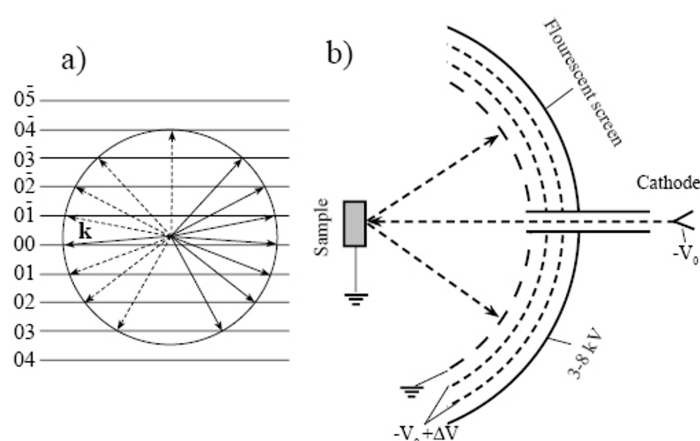 a)
05̄
04̄
03̄
02̄
01̄
k
00
01
02
03
04
b)
Flourescent screen
Cathode
-V₀
Sample
3-8 kV
-V₀+ΔV